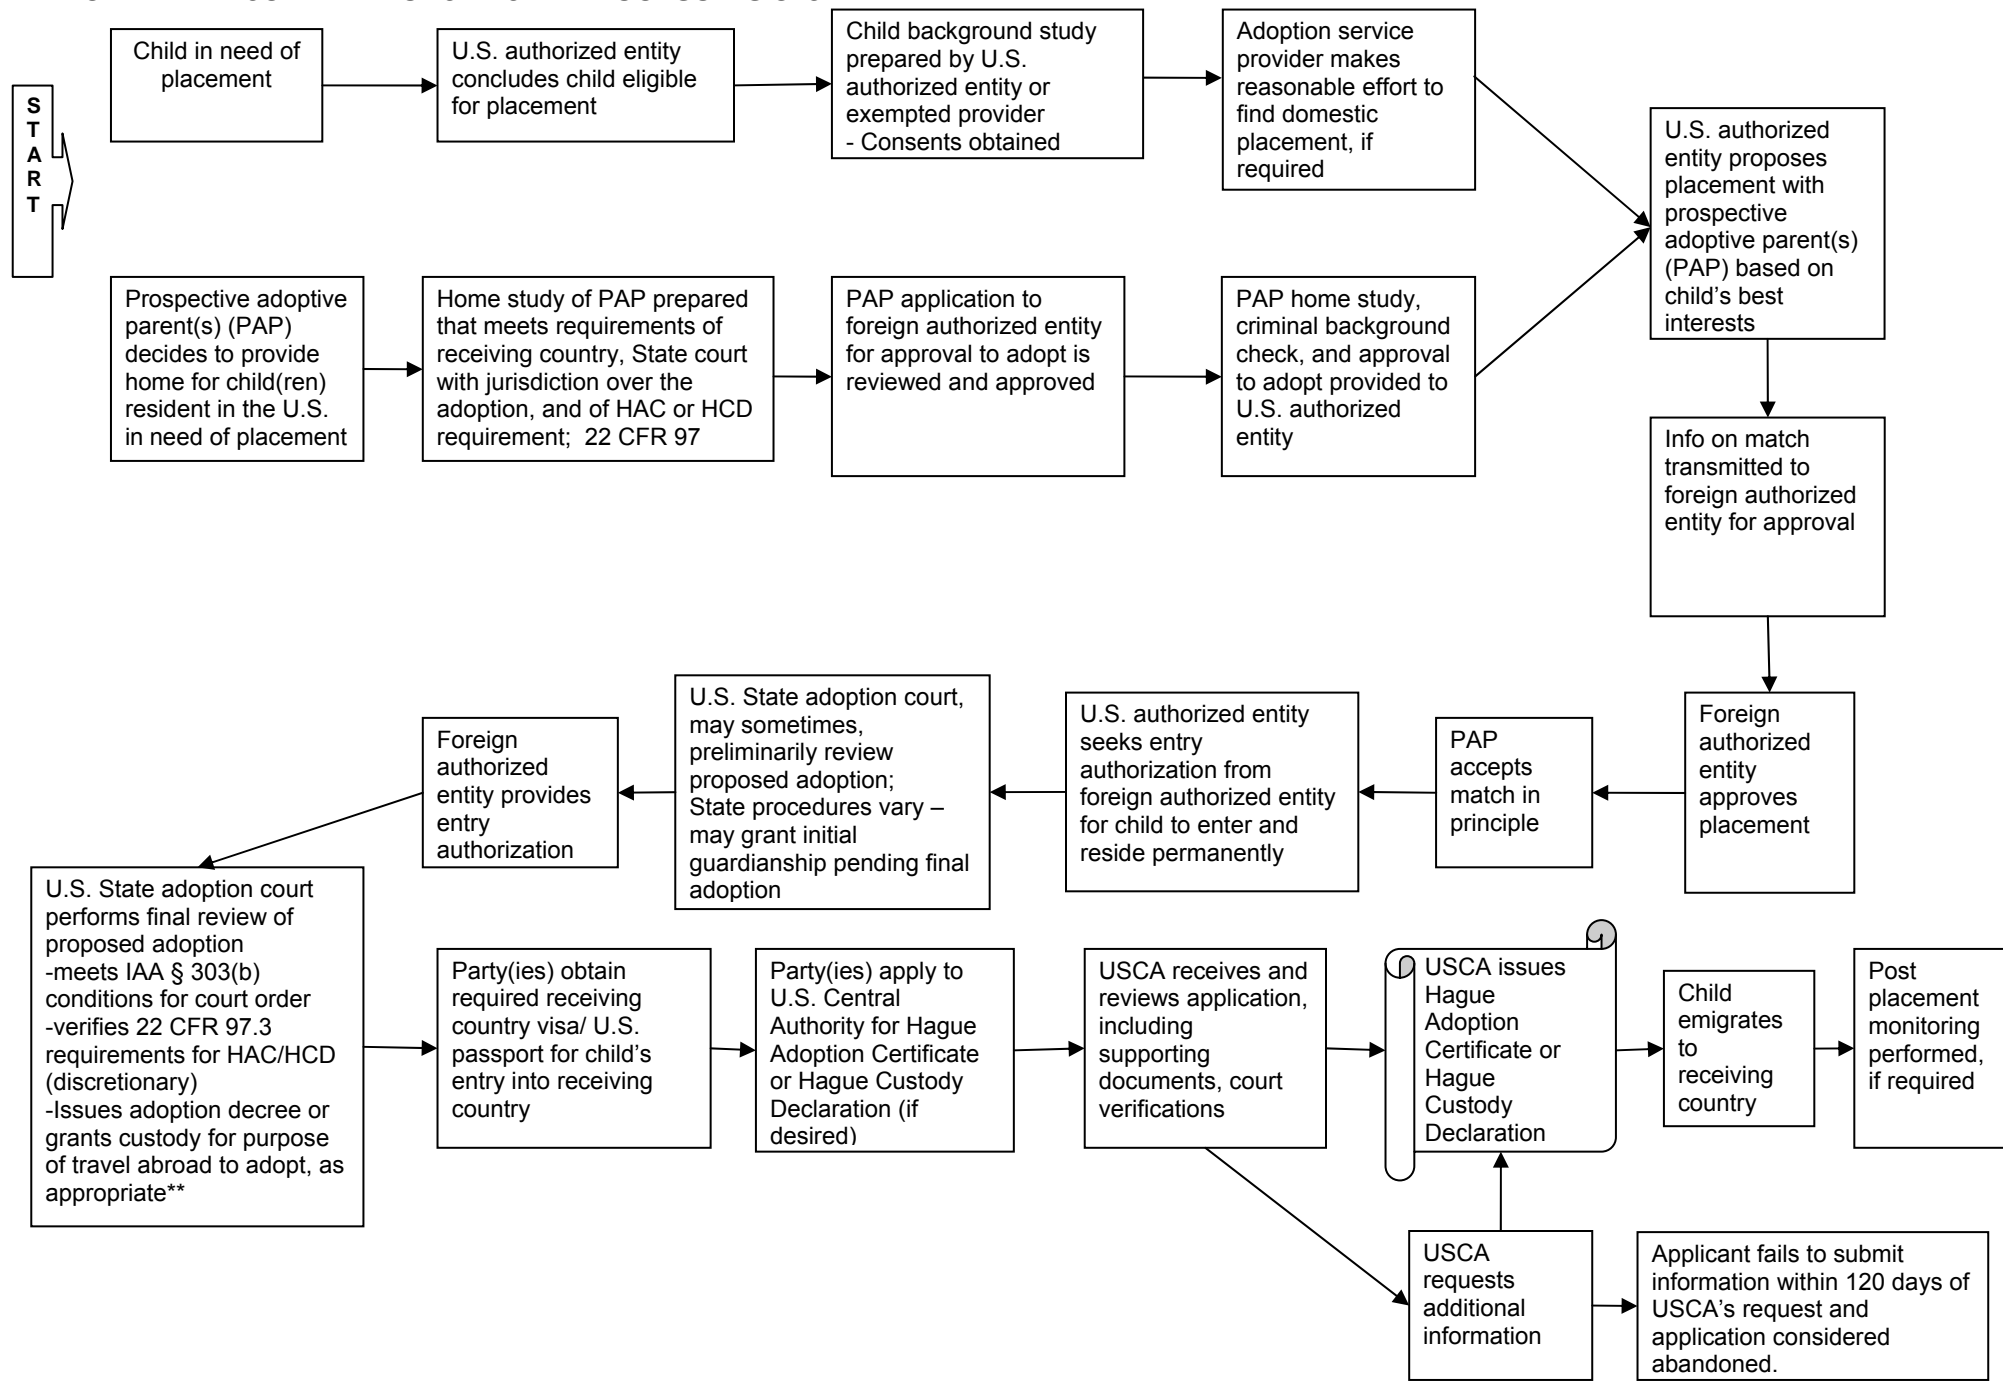 START
Child in need of
placement
U.S. authorized entity
concludes child eligible
for placement
Child background study
prepared by U.S.
authorized entity or
exempted provider
- Consents obtained
Adoption service
provider makes
reasonable effort to
find domestic
placement, if
required
U.S. authorized
entity proposes
placement with
prospective
adoptive parent(s)
(PAP) based on
child’s best
interests
Prospective adoptive
parent(s) (PAP)
decides to provide
home for child(ren)
resident in the U.S.
in need of placement
Home study of PAP prepared
that meets requirements of
receiving country, State court
with jurisdiction over the
adoption, and of HAC or HCD
requirement; 22 CFR 97
PAP application to
foreign authorized entity
for approval to adopt is
reviewed and approved
PAP home study,
criminal background
check, and approval
to adopt provided to
U.S. authorized
entity
Info on match
transmitted to
foreign authorized
entity for approval
Foreign
authorized
entity
approves
placement
PAP
accepts
match in
principle
U.S. authorized entity
seeks entry
authorization from
foreign authorized entity
for child to enter and
reside permanently
U.S. State adoption court,
may sometimes,
preliminarily review
proposed adoption;
State procedures vary –
may grant initial
guardianship pending final
adoption
Foreign
authorized
entity provides
entry
authorization
U.S. State adoption court
performs final review of
proposed adoption
-meets IAA § 303(b)
conditions for court order
-verifies 22 CFR 97.3
requirements for HAC/HCD
(discretionary)
-Issues adoption decree or
grants custody for purpose
of travel abroad to adopt, as
appropriate**
Party(ies) obtain
required receiving
country visa/ U.S.
passport for child’s
entry into receiving
country
Party(ies) apply to
U.S. Central
Authority for Hague
Adoption Certificate
or Hague Custody
Declaration (if
desired)
USCA receives and
reviews application,
including
supporting
documents, court
verifications
USCA issues
Hague
Adoption
Certificate or
Hague
Custody
Declaration
Child
emigrates
to
receiving
country
Post
placement
monitoring
performed,
if required
USCA
requests
additional
information
Applicant fails to submit
information within 120 days of
USCA’s request and
application considered
abandoned.